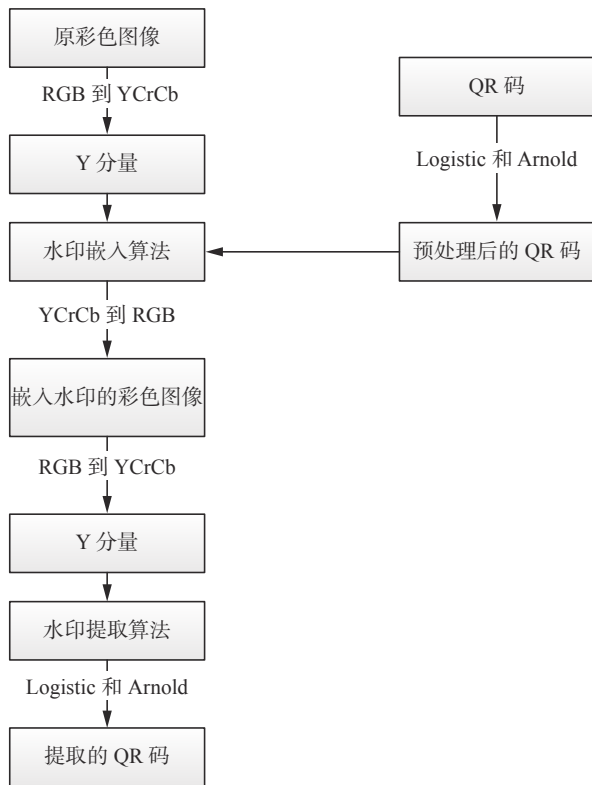 原彩色图像
RGB 到 YCrCb
Y 分量
水印嵌入算法
YCrCb 到 RGB
嵌入水印的彩色图像
RGB 到 YCrCb
Y 分量
水印提取算法
Logistic 和 Arnold
提取的 QR 码
QR 码
Logistic 和 Arnold
预处理后的 QR 码